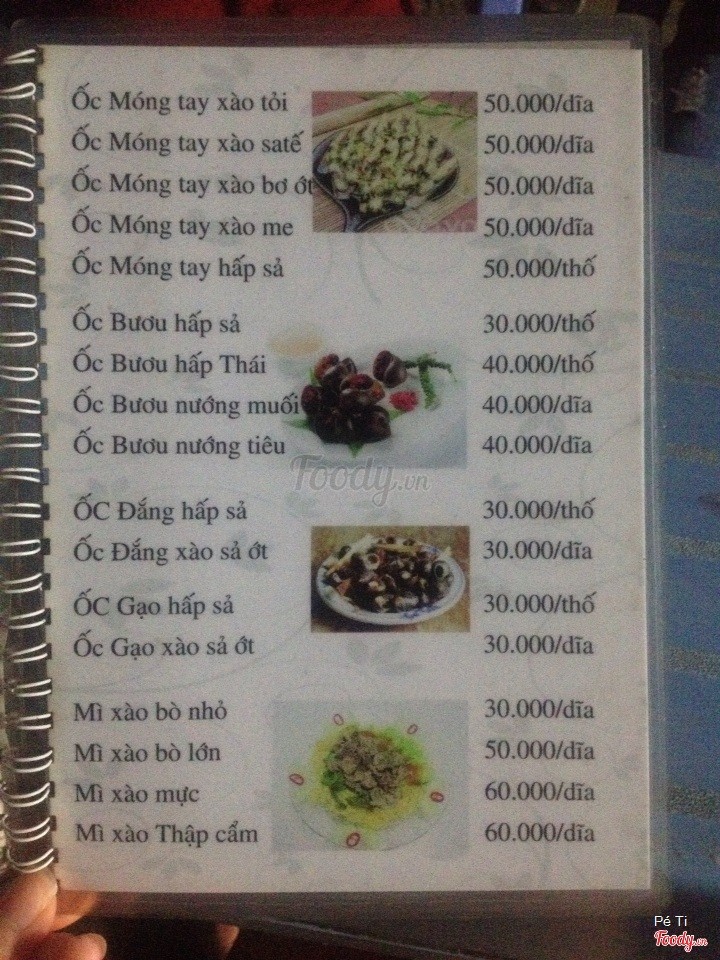 Ốc Móng tay xào tỏi 50.000/dĩa
Ốc Móng tay xào satế 50.000/dĩa
Ốc Móng tay xào bơ ớt 50.000/dĩa
Ốc Móng tay xào me 50.000/dĩa
Ốc Móng tay hấp sả 50.000/thố
Ốc Bươu hấp sả 30.000/thố
Ốc Bươu hấp Thái 40.000/thố
Ốc Bươu nướng muối 40.000/dĩa
Ốc Bươu nướng tiêu 40.000/dĩa
Foody.vn
ỐC Đắng hấp sả 30.000/thố
Ốc Đắng xào sả ớt 30.000/dĩa
ỐC Gạo hấp sả 30.000/thố
Ốc Gạo xào sả ớt 30.000/dĩa
Mì xào bò nhỏ 30.000/dĩa
Mì xào bò lớn 50.000/dĩa
Mì xào mực 60.000/dĩa
Mì xào Thập cẩm 60.000/dĩa
Pé Ti
Foody.vn